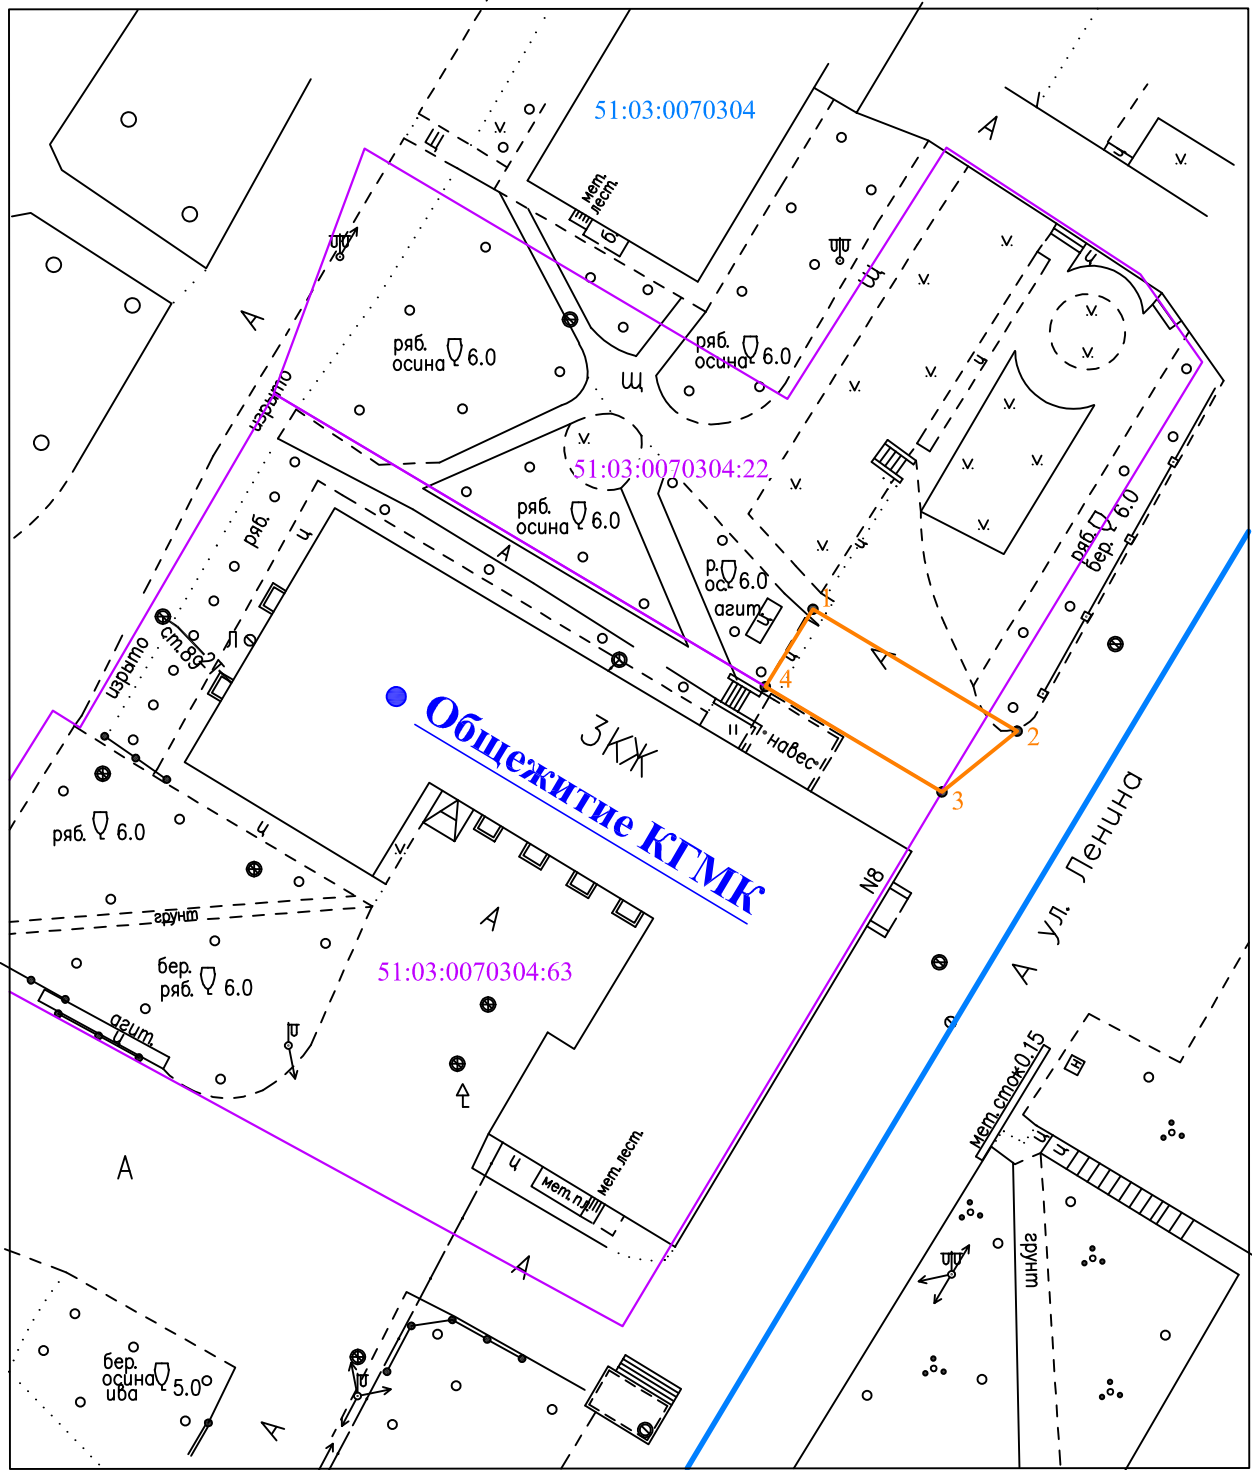 51:03:0070304
А
Щ
мет.
лест.
б
А
ц
Щ
ц
А
ряб.
осина 6.0
ряб.
осина 6.0
изрыто
Щ
51:03:0070304:22
ряб.
осина 6.0
ряб. 6.0
бер.
ряб.
ц
А
р.
ос. 6.0
агит.
ц
1
ц
А
4
2
3
ст.89
изрыто
3КЖ
навес
Общежитие КГМК
ряб. 6.0
ц
N8
грунт
А
51:03:0070304:63
бер.
ряб. 6.0
агит.
ц
ул. Ленина
А
мет. сток0.15
н
А
ц
мет.пл.
мет. лест.
А
грунт
бер.
осина 5.0
ива
А